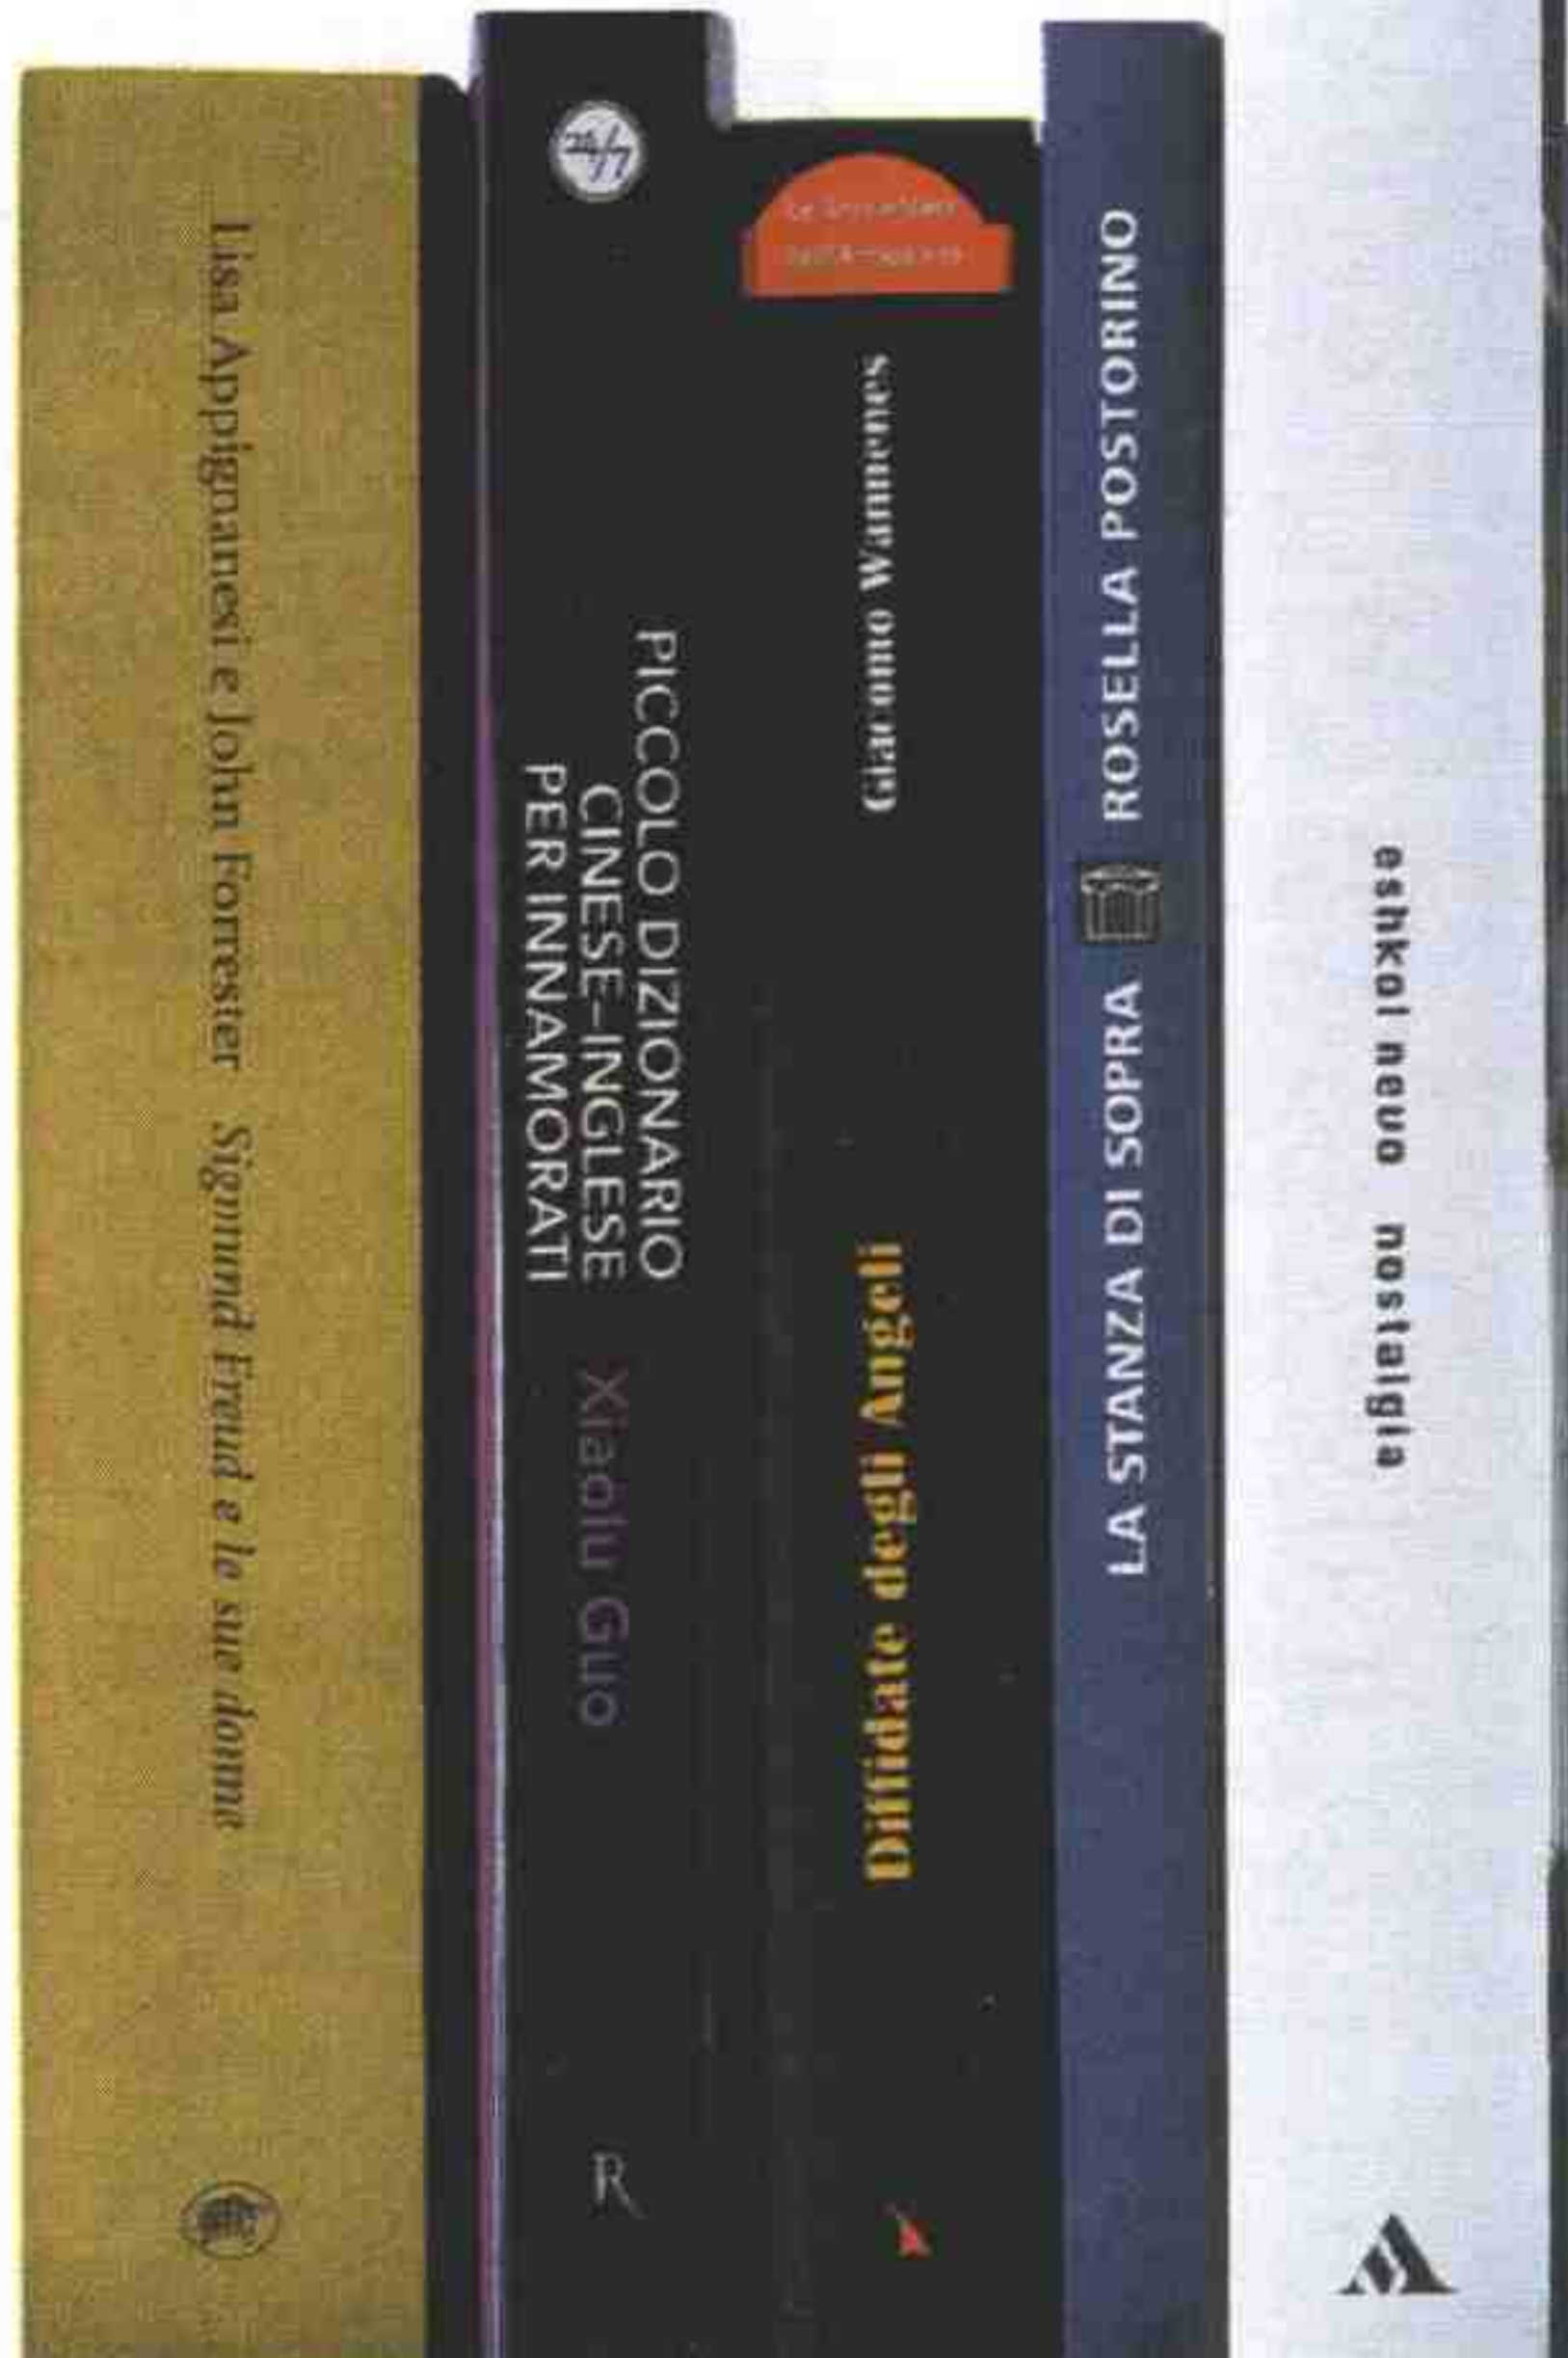 Lisa Appignanesi e John Forrester Sigmund Freud e le sue donne
PICCOLO DIZIONARIO
CINESE-INGLESE
PER INNAMORATI
Xiaolu Guo
R
Giacomo Wannenes
Diffidate degli Angeli
ROSELLA POSTORINO
LA STANZA DI SOPRA
eshkol nevo nostalgia